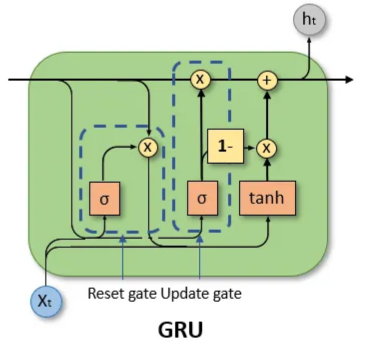 ht
x
+
1-
x
x
σ
σ
tanh
Xt
Reset gate Update gate
GRU